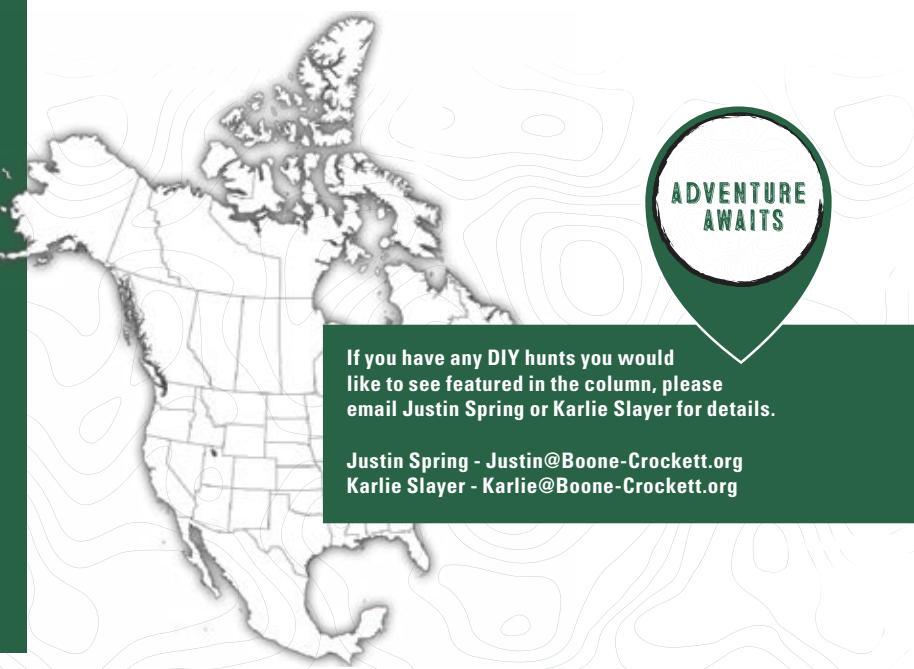 ADVENTURE
AWAITS
If you have any DIY hunts you would
like to see featured in the column, please
email Justin Spring or Karlie Slayer for details.
Justin Spring - Justin@Boone-Crockett.org
Karlie Slayer - Karlie@Boone-Crockett.org